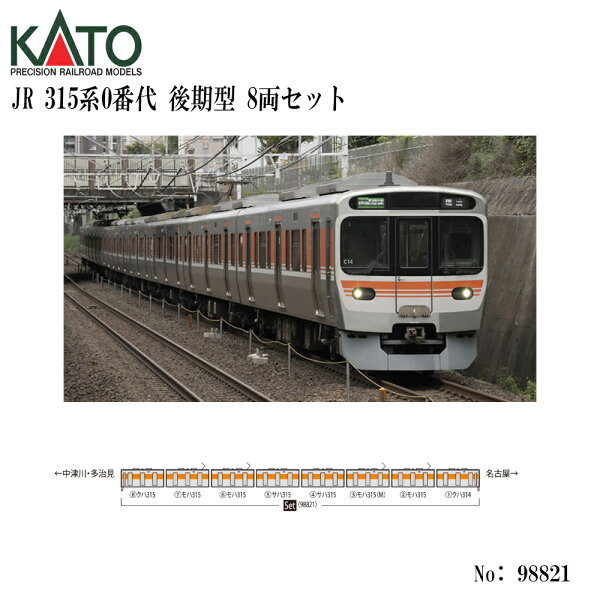 KATO
PRECISION RAILROAD MODELS
JR 315系0番代 後期型 8両セット
C14
←中津川・多治見
名古屋→
⑧クハ315 ⑦モハ315 ⑥モハ315 ⑤サハ315 ④サハ315 ③モハ315(M) ②モハ315 ①クハ314
Set (98821)
No: 98821